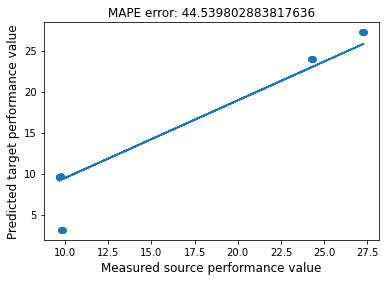 MAPE error: 44.539802883817636
Predicted target performance value
25
20
15
10
5
10.0 12.5 15.0 17.5 20.0 22.5 25.0 27.5
Measured source performance value